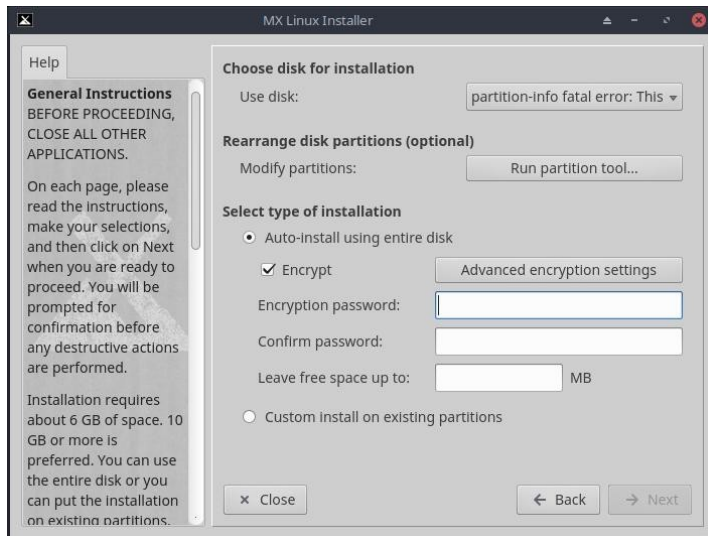 MX Linux Installer
Help
General Instructions
BEFORE PROCEEDING,
CLOSE ALL OTHER
APPLICATIONS.
On each page, please
read the instructions,
make your selections,
and then click on Next
when you are ready to
proceed. You will be
prompted for
confirmation before
any destructive actions
are performed.
Installation requires
about 6 GB of space. 10
GB or more is
preferred. You can use
the entire disk or you
can put the installation
on existing partitions.
Choose disk for installation
Use disk: partition-info fatal error: This
Rearrange disk partitions (optional)
Modify partitions: Run partition tool...
Select type of installation
Auto-install using entire disk
Encrypt Advanced encryption settings
Encryption password:
Confirm password:
Leave free space up to: MB
Custom install on existing partitions
Close Back Next